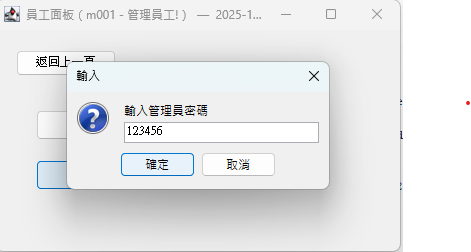 員工面板 ( m001 - 管理員工! ) — 2025-1...
返回上一頁
輸入
輸入管理員密碼
123456
確定
取消